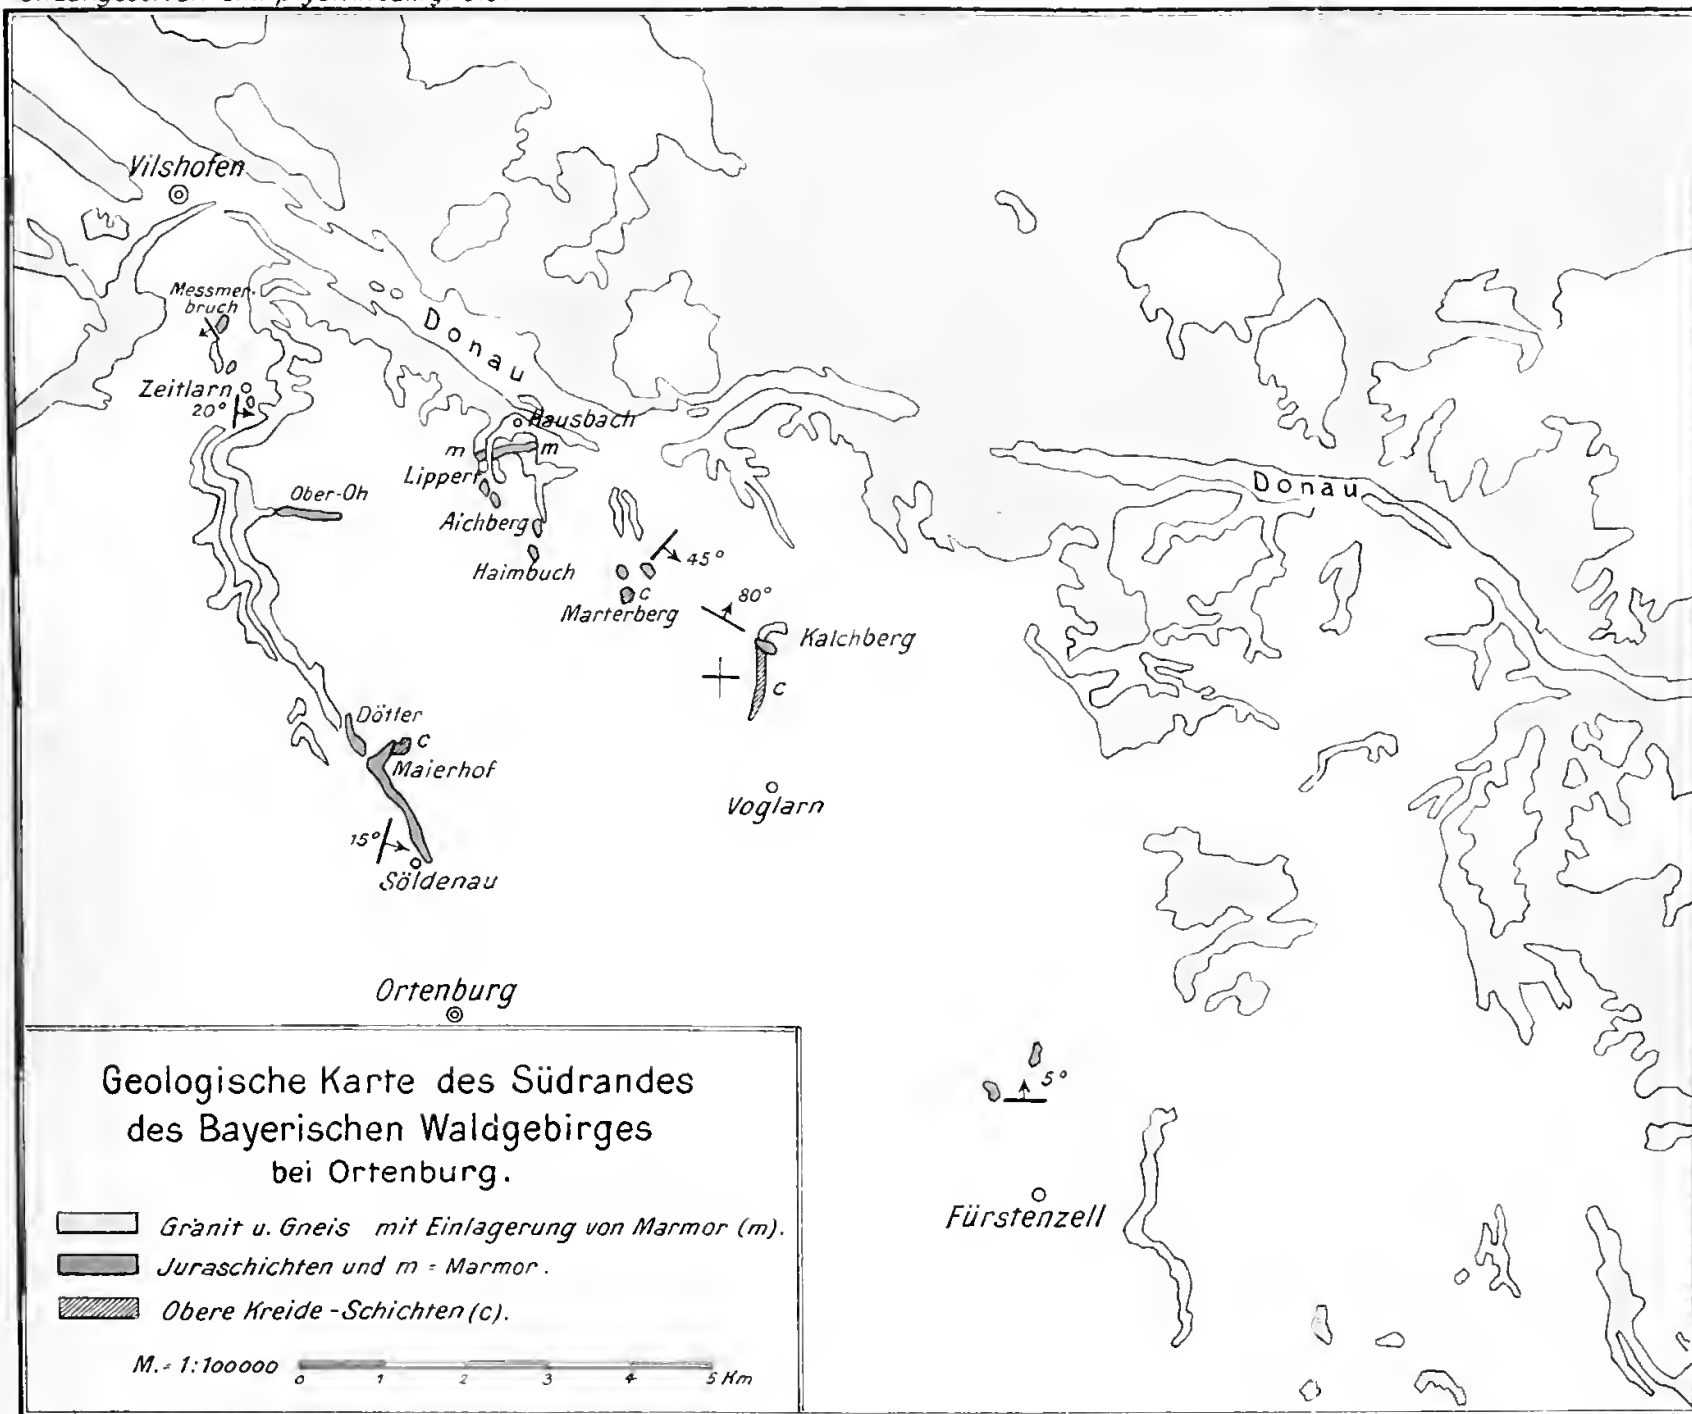 Vilshofen
Messmer-
bruch
Zeitlarn
20°
Donau
Hausbach
m
m
Lippert
Ober-Oh
Aichberg
Haimbuch
45°
C
Marterberg
80°
Kalchberg
C
Donau
Dötter
C
Maierhof
Voglarn
15°
Söldenau
Ortenburg
5°
Fürstenzell
Geologische Karte des Südrandes
des Bayerischen Waldgebirges
bei Ortenburg.
Granit u. Gneis mit Einlagerung von Marmor (m).
Juraschichten und m = Marmor.
Obere Kreide-Schichten (c).
M. = 1:100000
0 1 2 3 4 5 Km